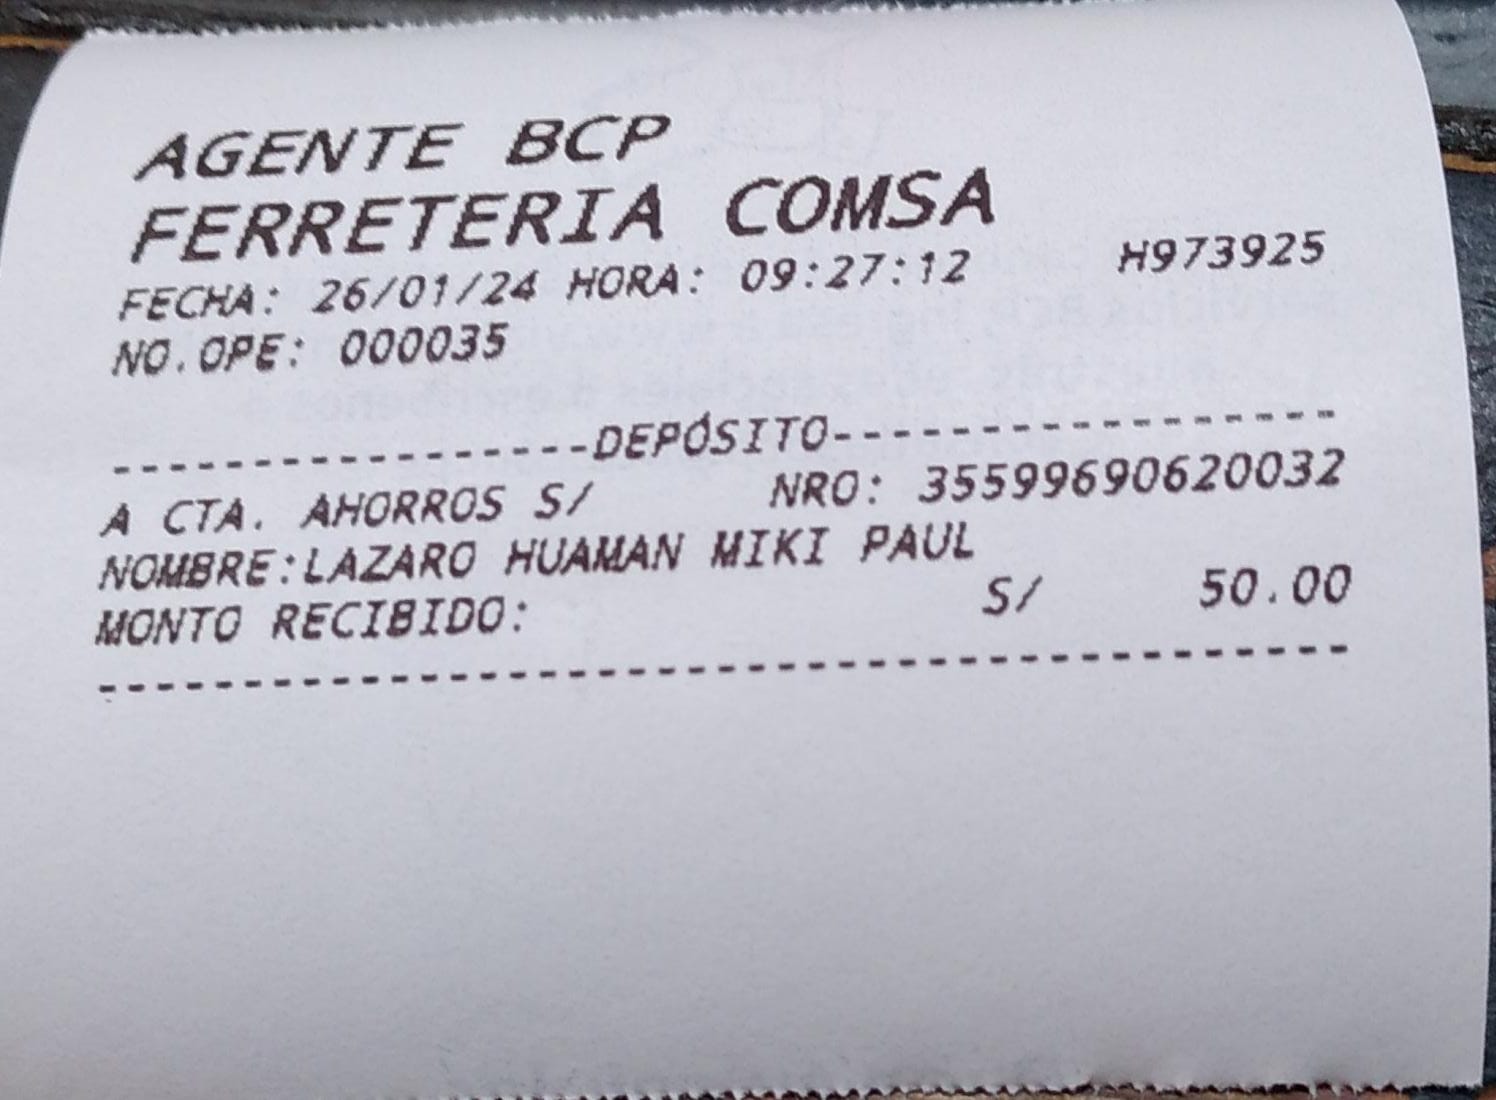 AGENTE BCP
FERRETERIA COMSA
FECHA: 26/01/24 HORA: 09:27:12 H973925
NO.OPE: 000035
-----------------DEPÓSITO------------------
A CTA. AHORROS S/ NRO: 35599690620032
NOMBRE:LAZARO HUAMAN MIKI PAUL
MONTO RECIBIDO: S/ 50.00
-------------------------------------------